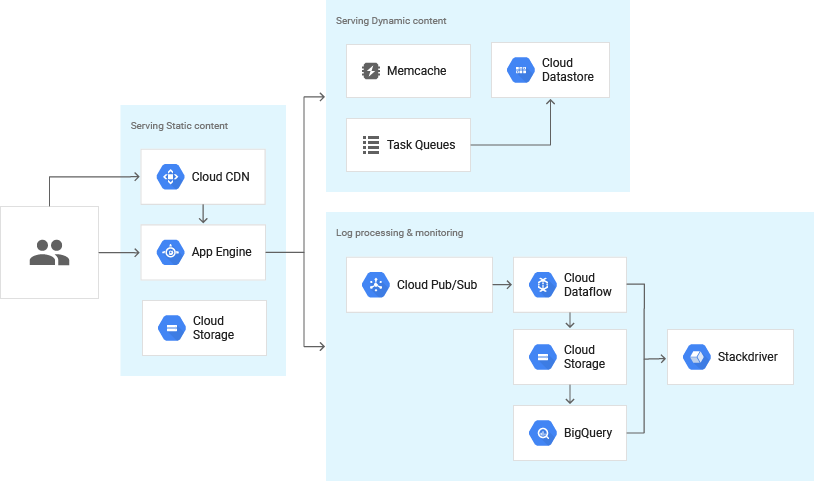 Serving Dynamic content
Memcache
Cloud
Datastore
Task Queues
Serving Static content
Cloud CDN
App Engine
Cloud
Storage
Log processing & monitoring
Cloud Pub/Sub
Cloud
Dataflow
Cloud
Storage
Stackdriver
BigQuery